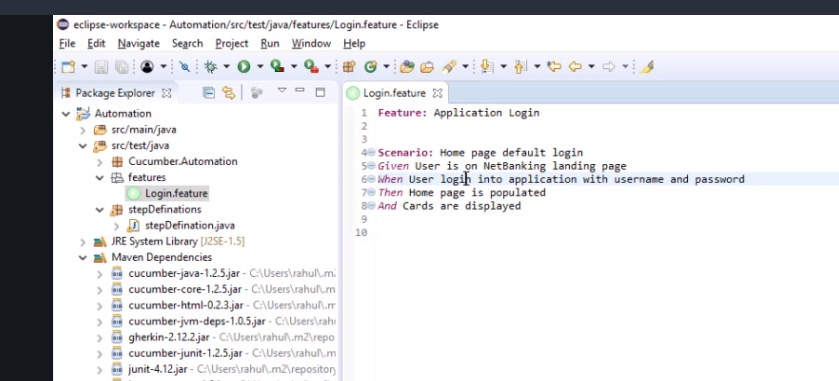 eclipse-workspace - Automation/src/test/java/features/Login.feature - Eclipse
File Edit Navigate Search Project Run Window Help
Package Explorer
Automation
src/main/java
src/test/java
Cucumber.Automation
features
Login.feature
stepDefinitions
stepDefination.java
JRE System Library [J2SE-1.5]
Maven Dependencies
cucumber-java-1.2.5.jar - C:\Users\rahul\.m
cucumber-core-1.2.5.jar - C:\Users\rahul\.m
cucumber-html-0.2.3.jar - C:\Users\rahul\.m
cucumber-jvm-deps-1.0.5.jar - C:\Users\rah
gherkin-2.12.2.jar - C:\Users\rahul\.m2\repo
cucumber-junit-1.2.5.jar - C:\Users\rahul\.m
junit-4.12.jar - C:\Users\rahul\.m2\repository
Login.feature
1 Feature: Application Login
2
3
4 Scenario: Home page default login
5 Given User is on NetBanking landing page
6 When User login into application with username and password
7 Then Home page is populated
8 And Cards are displayed
9
10